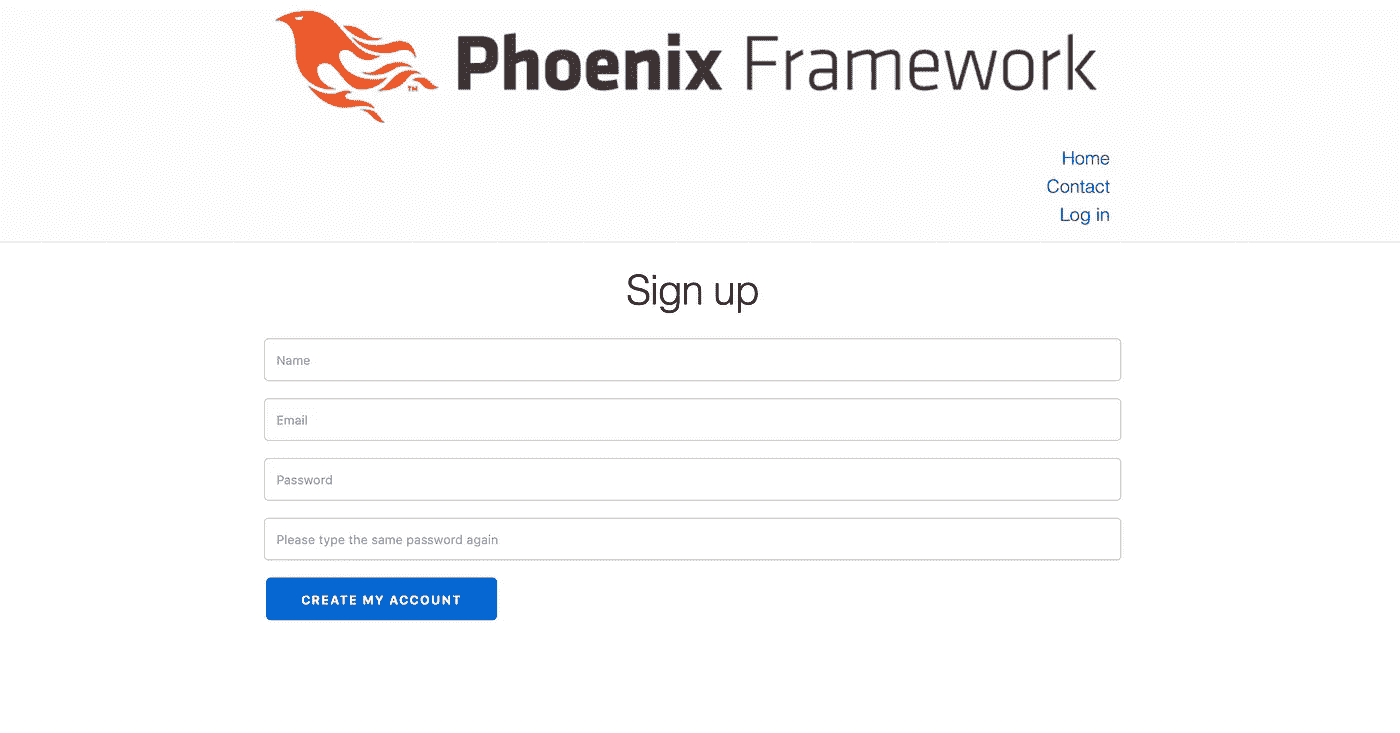 Phoenix Framework
TM
Home
Contact
Log in
Sign up
Name
Email
Password
Please type the same password again
CREATE MY ACCOUNT